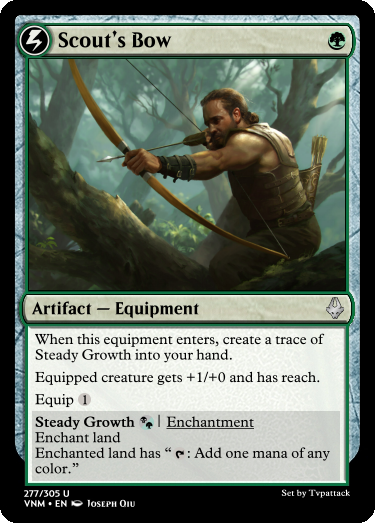 Scout's Bow
Artifact — Equipment
When this equipment enters, create a trace of
Steady Growth into your hand.
Equipped creature gets +1/+0 and has reach.
Equip 1
Steady Growth | Enchantment
Enchant land
Enchanted land has “ : Add one mana of any
color.”
277/305 U
VNM • EN Joseph Qiu
Set by Tvpattack